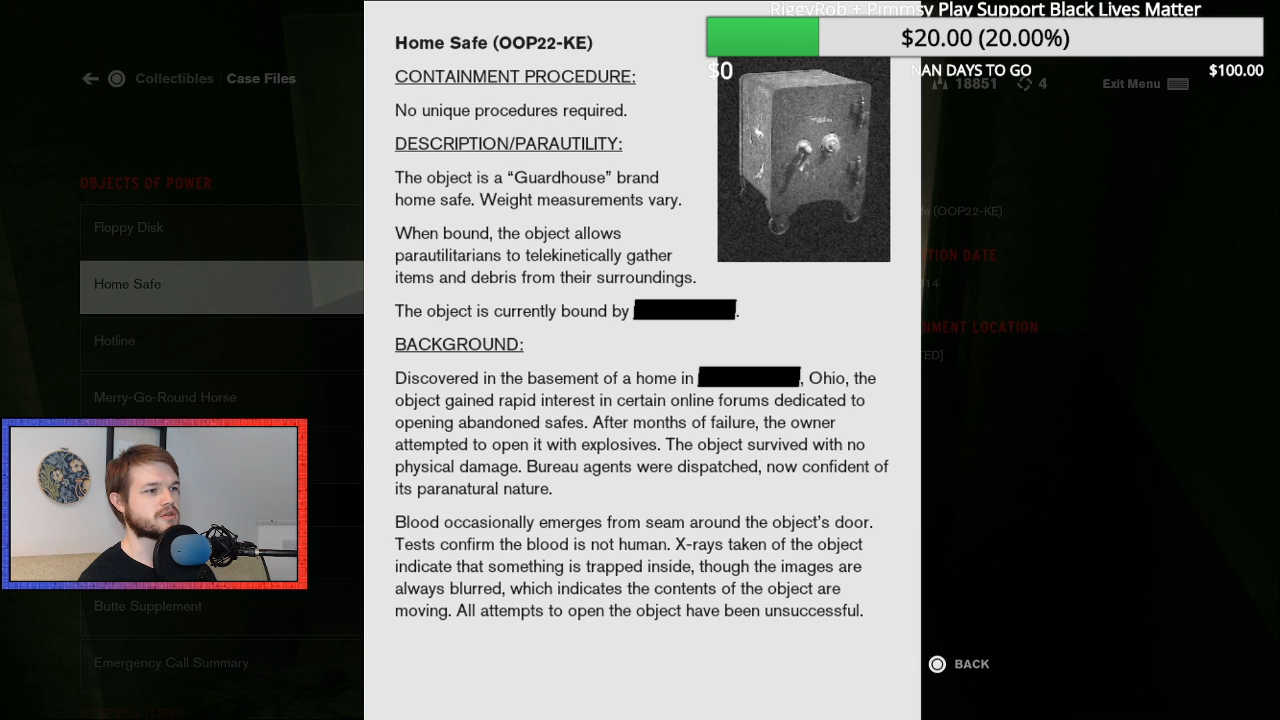 RiggyRob + Pimmsy Play Support Black Lives Matter
$20.00 (20.00%)
$0
NAN DAYS TO GO
$100.00
Collectibles / Case Files
18851
4
Exit Menu
OBJECTS OF POWER
Floppy Disk
Home Safe
Hotline
Merry-Go-Round Horse
Butte Supplement
Emergency Call Summary
Home Safe (OOP22-KE)
CONTAINMENT PROCEDURE:
No unique procedures required.
DESCRIPTION/PARAUTILITY:
The object is a “Guardhouse” brand
home safe. Weight measurements vary.
When bound, the object allows
parautilitarians to telekinetically gather
items and debris from their surroundings.
The object is currently bound by .
BACKGROUND:
Discovered in the basement of a home in , Ohio, the
object gained rapid interest in certain online forums dedicated to
opening abandoned safes. After months of failure, the owner
attempted to open it with explosives. The object survived with no
physical damage. Bureau agents were dispatched, now confident of
its paranatural nature.
Blood occasionally emerges from seam around the object’s door.
Tests confirm the blood is not human. X-rays taken of the object
indicate that something is trapped inside, though the images are
always blurred, which indicates the contents of the object are
moving. All attempts to open the object have been unsuccessful.
(OOP22-KE)
TION DATE
14
NMENT LOCATION
TED]
BACK